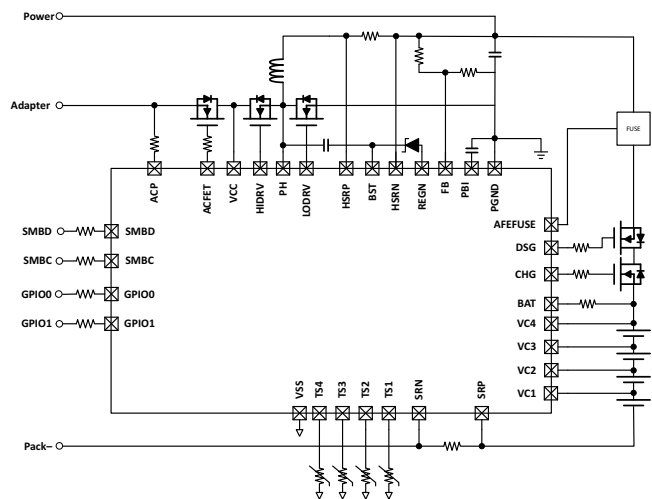 Power
Adapter
FUSE
ACP
ACFET
VCC
HIDRV
PH
LODRV
HSRP
BST
HSRN
REGN
FB
PBI
PGND
AFEFUSE
SMBD
SMBD
DSG
SMBC
SMBC
CHG
GPIO0
GPIO0
BAT
GPIO1
GPIO1
VC4
VC3
VC2
VC1
VSS
TS4
TS3
TS2
TS1
SRN
SRP
Pack–